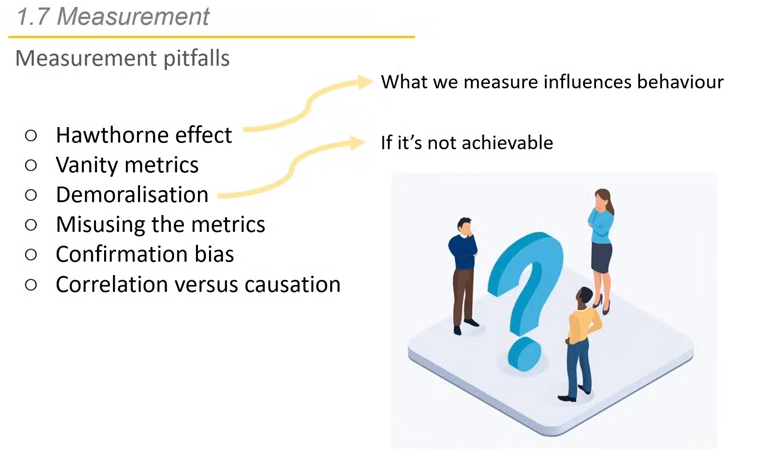 1.7 Measurement
Measurement pitfalls
What we measure influences behaviour
○ Hawthorne effect
If it's not achievable
○ Vanity metrics
○ Demoralisation
○ Misusing the metrics
○ Confirmation bias
○ Correlation versus causation